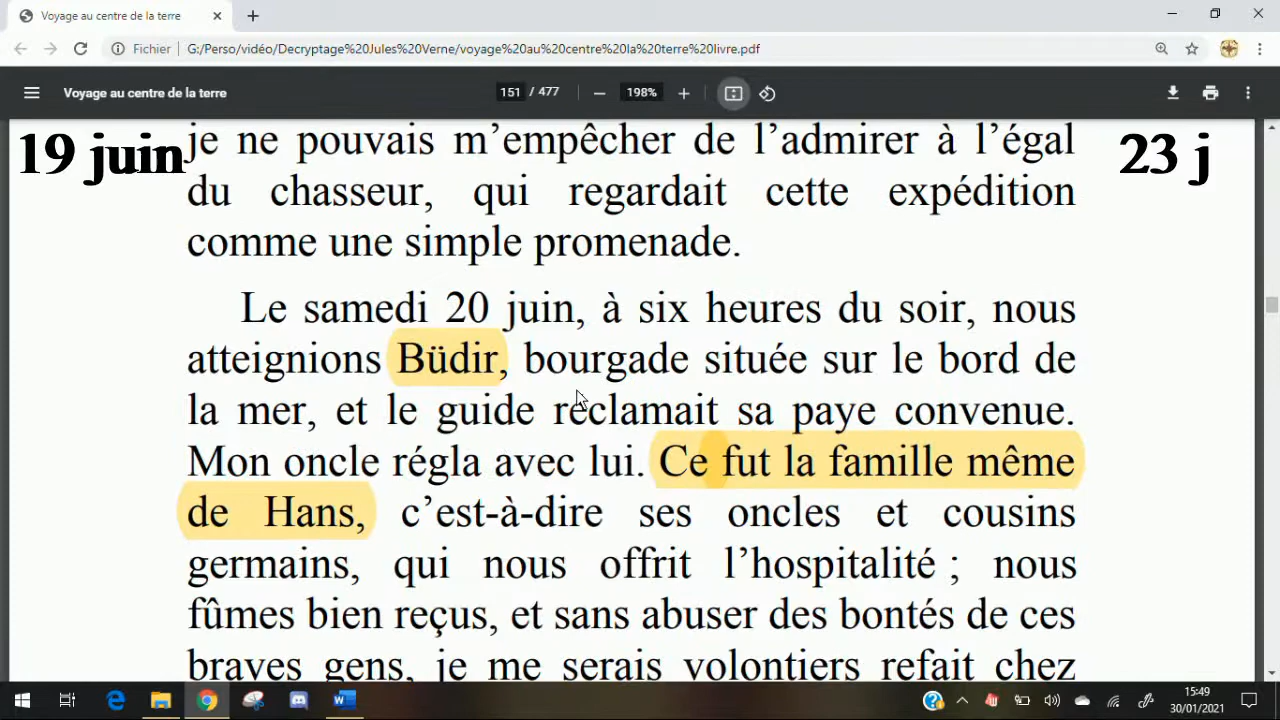 Voyage au centre de la terre
Fichier G:/Perso/vidéo/Decryptage%20Jules%20Verne/voyage%20au%20centre%20la%20terre%20livre.pdf
Voyage au centre de la terre 151 / 477 198%
19 juin
23 j
je ne pouvais m’empêcher de l’admirer à l’égal
du chasseur, qui regardait cette expédition
comme une simple promenade.
Le samedi 20 juin, à six heures du soir, nous
atteignions Büdir, bourgade située sur le bord de
la mer, et le guide réclamait sa paye convenue.
Mon oncle régla avec lui. Ce fut la famille même
de Hans, c’est-à-dire ses oncles et cousins
germains, qui nous offrit l’hospitalité ; nous
fûmes bien reçus, et sans abuser des bontés de ces
braves gens, je me serais volontiers refait chez
15:49
30/01/2021